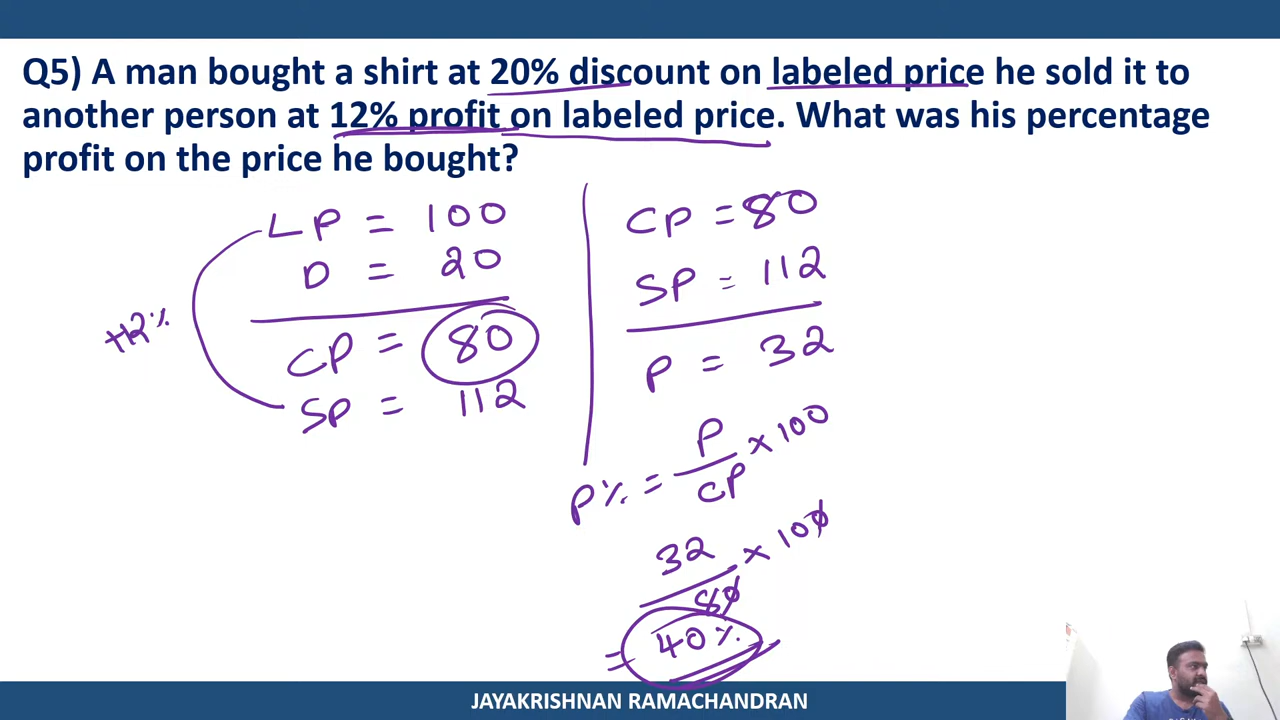 Q5) A man bought a shirt at 20% discount on labeled price he sold it to
another person at 12% profit on labeled price. What was his percentage
profit on the price he bought?
LP = 100
D = 20
CP = 80
SP = 112
+12%
CP = 80
SP = 112
P = 32
P% = P/CP × 100
32/80 × 100
= 40%
JAYAKRISHNAN RAMACHANDRAN